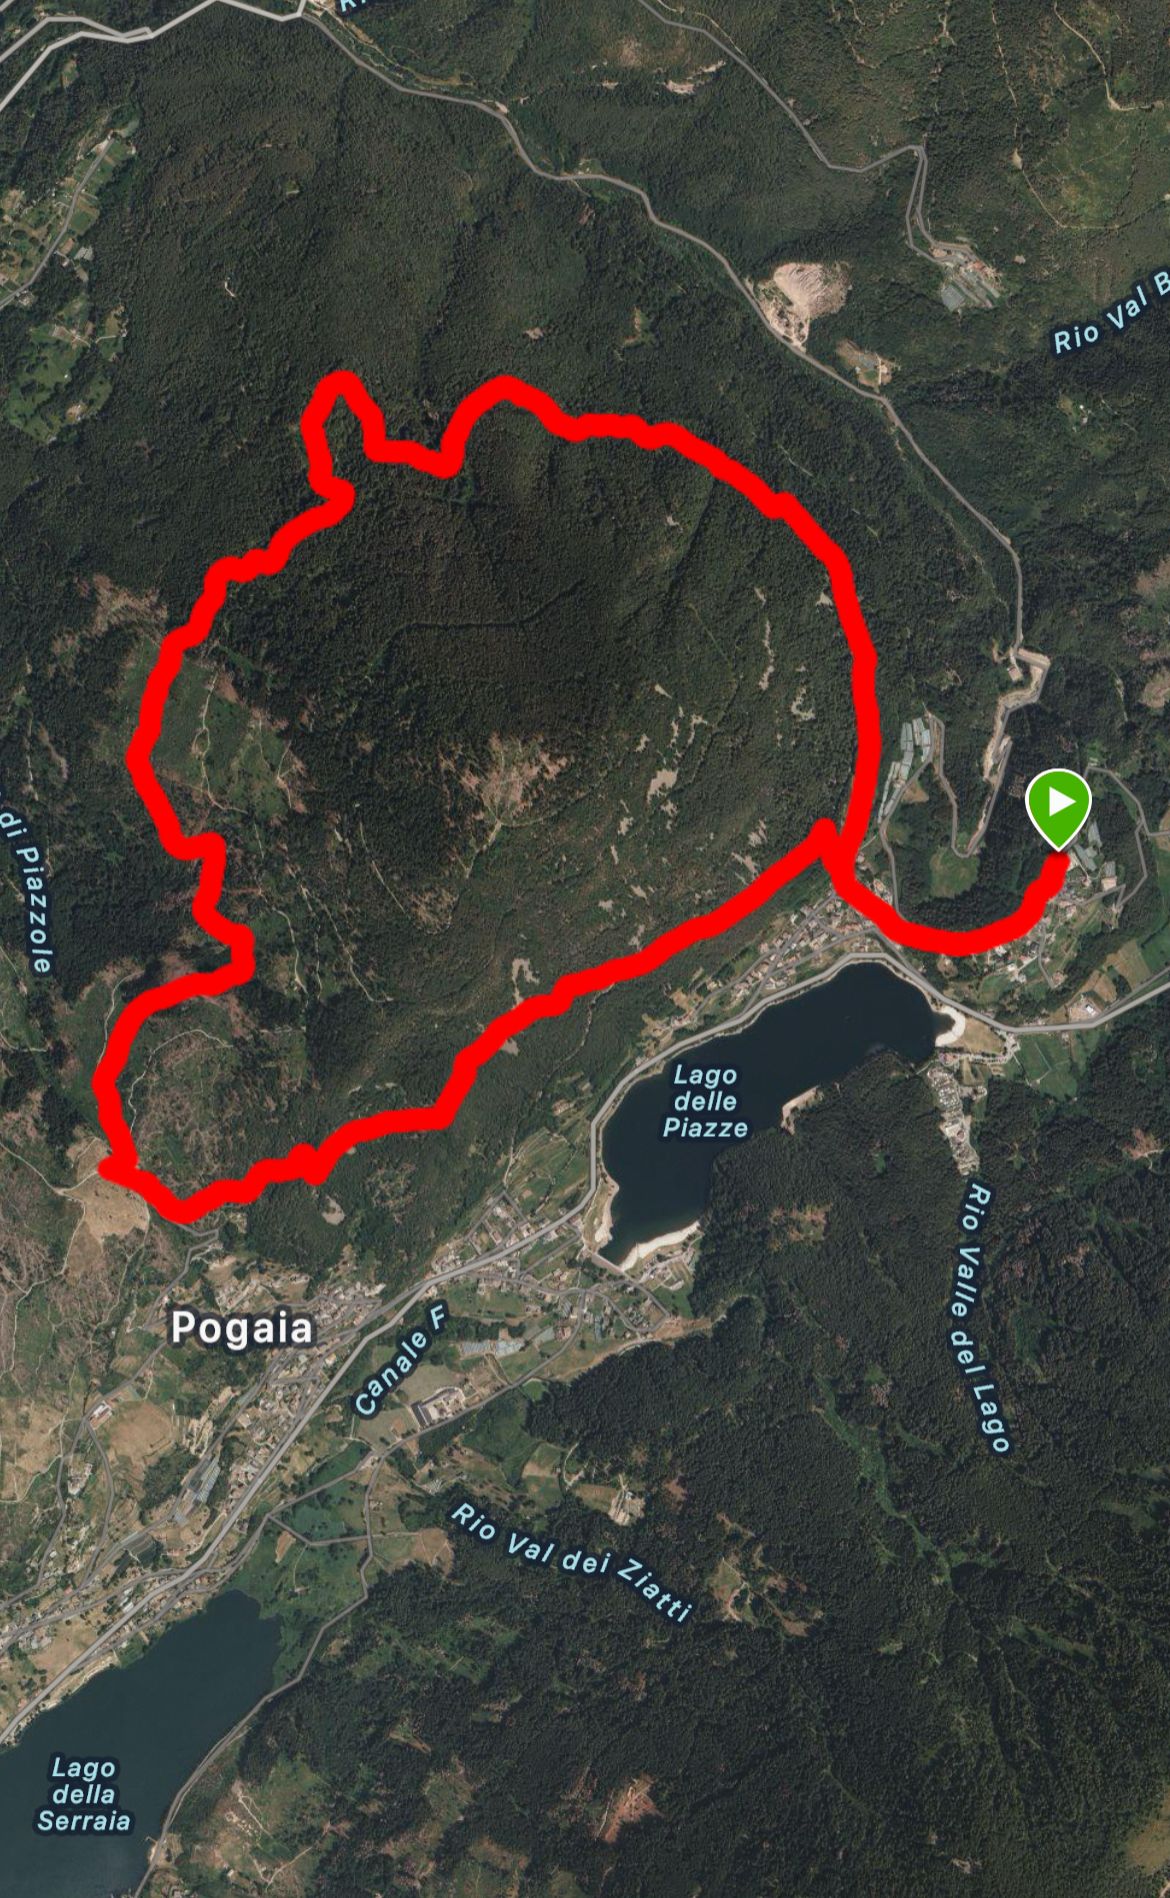 Rio Val B
di Piazzole
Lago
delle
Piazze
Rio Valle del Lago
Pogaia
Canale F
Rio Val dei Ziatti
Lago
della
Serraia